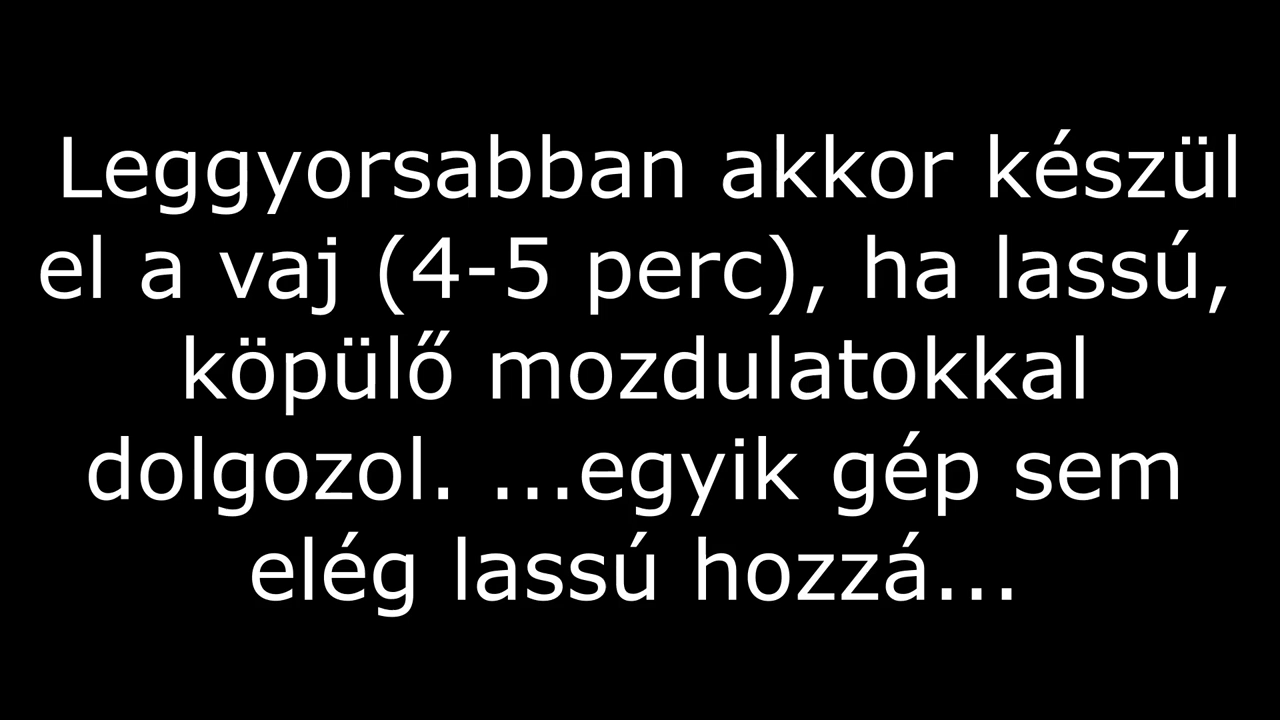 Leggyorsabban akkor készül
el a vaj (4-5 perc), ha lassú,
köpülő mozdulatokkal
dolgozol. ...egyik gép sem
elég lassú hozzá...